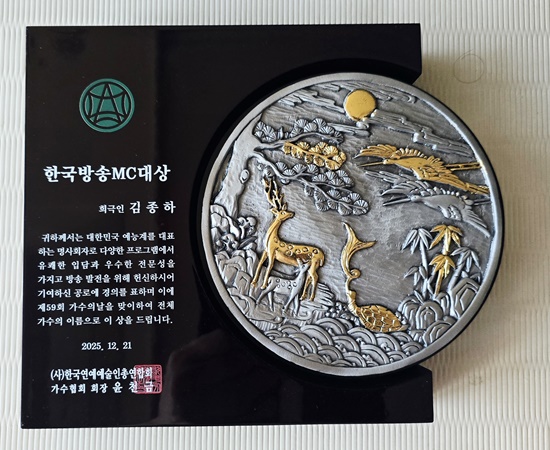 한국방송MC대상
희극인 김종하
귀하께서는 대한민국 예능계를 대표
하는 명사회자로 다양한 프로그램에서
유쾌한 입담과 우수한 전문성을
가지고 방송 발전을 위해 헌신하시어
기여하신 공로에 경의를 표하며 이에
제59회 가수의날을 맞이하여 전체
가수의 이름으로 이 상을 드립니다.
2025. 12. 21
(사)한국연예예술인총연합회
가수협회 회장 윤천금